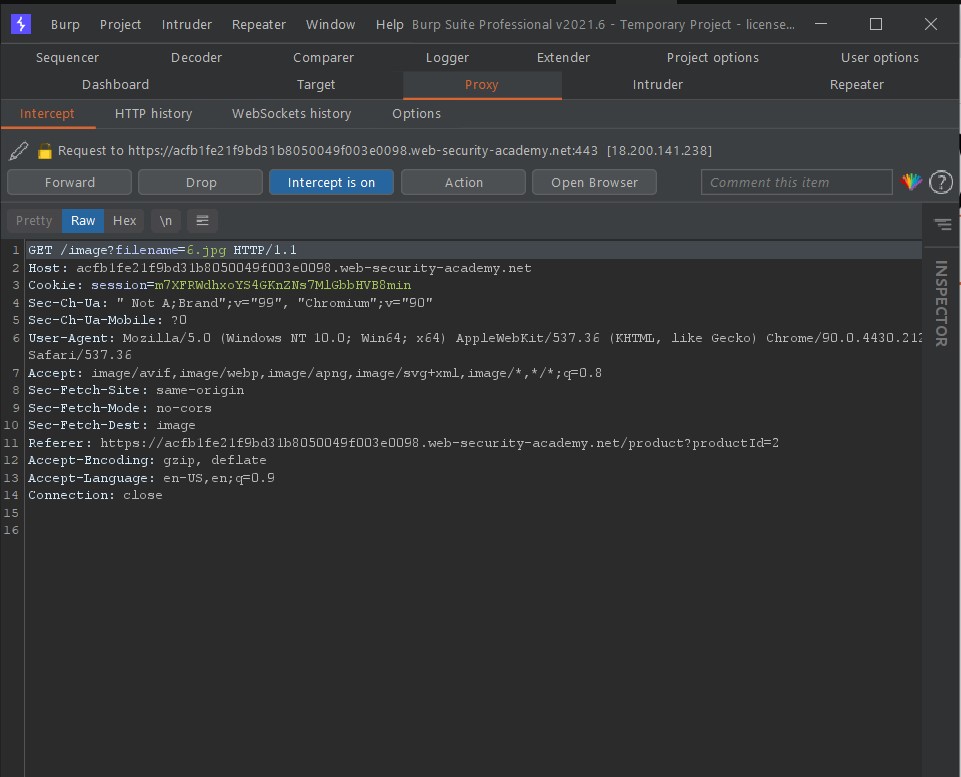 Burp Project Intruder Repeater Window Help Burp Suite Professional v2021.6 - Temporary Project - license...
Sequencer Decoder Comparer Logger Extender Project options User options
Dashboard Target Proxy Intruder Repeater
Intercept HTTP history WebSockets history Options
Request to https://acfb1fe21f9bd31b8050049f003e0098.web-security-academy.net:443 [18.200.141.238]
Forward Drop Intercept is on Action Open Browser Comment this item ?
Pretty Raw Hex \n
INSPECTOR
1 GET /image?filename=6.jpg HTTP/1.1
2 Host: acfb1fe21f9bd31b8050049f003e0098.web-security-academy.net
3 Cookie: session=m7XFRWdhxoYS4GKnZNs7MlGbbHVB8min
4 Sec-Ch-Ua: " Not A;Brand";v="99", "Chromium";v="90"
5 Sec-Ch-Ua-Mobile: ?0
6 User-Agent: Mozilla/5.0 (Windows NT 10.0; Win64; x64) AppleWebKit/537.36 (KHTML, like Gecko) Chrome/90.0.4430.212
Safari/537.36
7 Accept: image/avif,image/webp,image/apng,image/svg+xml,image/*,*/*;q=0.8
8 Sec-Fetch-Site: same-origin
9 Sec-Fetch-Mode: no-cors
10 Sec-Fetch-Dest: image
11 Referer: https://acfb1fe21f9bd31b8050049f003e0098.web-security-academy.net/product?productId=2
12 Accept-Encoding: gzip, deflate
13 Accept-Language: en-US,en;q=0.9
14 Connection: close
15
16